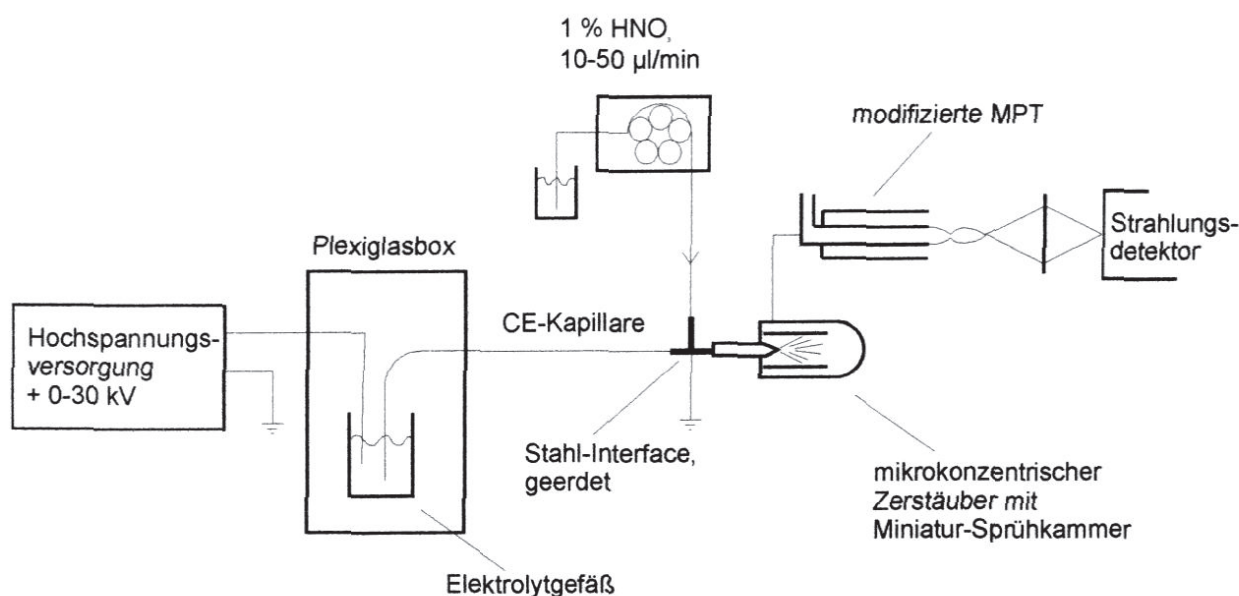 1 % HNO,
10-50 µl/min
modifizierte MPT
Strahlungs-
detektor
Plexiglasbox
Hochspannungs-
versorgung
+ 0-30 kV
CE-Kapillare
Stahl-Interface,
geerdet
mikrokonzentrischer
Zerstäuber mit
Miniatur-Sprühkammer
Elektrolytgefäß